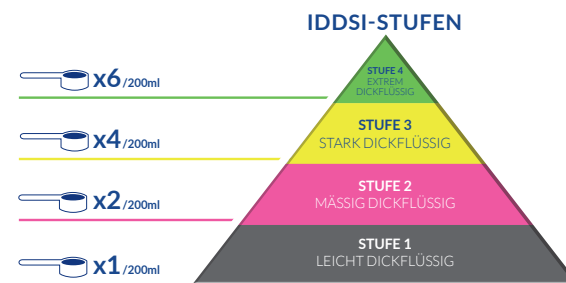 IDDSI-STUFEN
x6/200ml
STUFE 4
EXTREM
DICKFLÜSSIG
x4/200ml
STUFE 3
STARK DICKFLÜSSIG
x2/200ml
STUFE 2
MÄSSIG DICKFLÜSSIG
x1/200ml
STUFE 1
LEICHT DICKFLÜSSIG